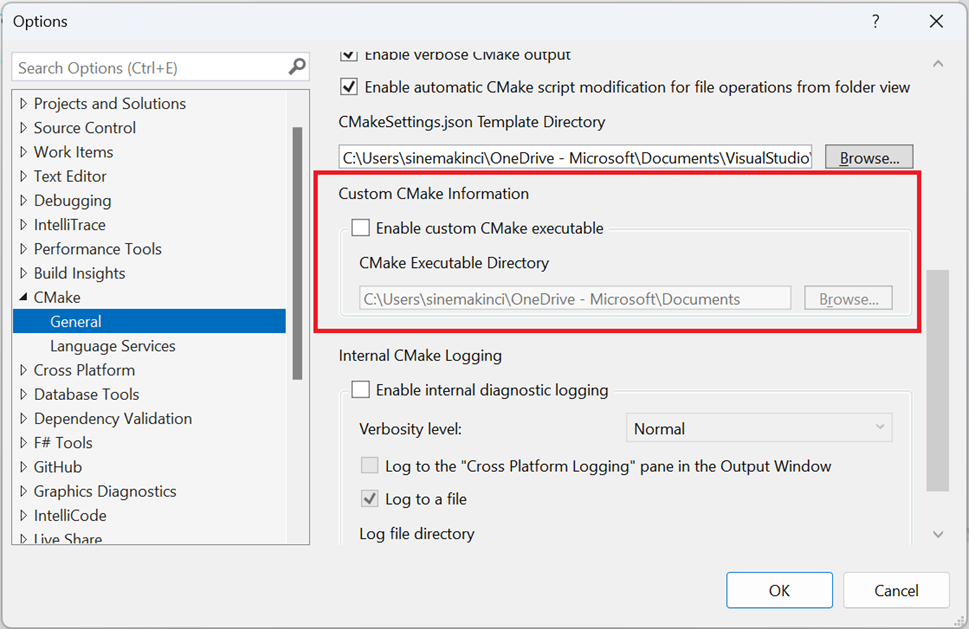 Options
?
Search Options (Ctrl+E)
Projects and Solutions
Source Control
Work Items
Text Editor
Debugging
IntelliTrace
Performance Tools
Build Insights
CMake
General
Language Services
Cross Platform
Database Tools
Dependency Validation
F# Tools
GitHub
Graphics Diagnostics
IntelliCode
Live Share
Enable verbose CMake output
Enable automatic CMake script modification for file operations from folder view
CMakeSettings.json Template Directory
C:\Users\sinemakinci\OneDrive - Microsoft\Documents\VisualStudio\ Browse...
Custom CMake Information
Enable custom CMake executable
CMake Executable Directory
C:\Users\sinemakinci\OneDrive - Microsoft\Documents Browse...
Internal CMake Logging
Enable internal diagnostic logging
Verbosity level: Normal
Log to the "Cross Platform Logging" pane in the Output Window
Log to a file
Log file directory
OK Cancel